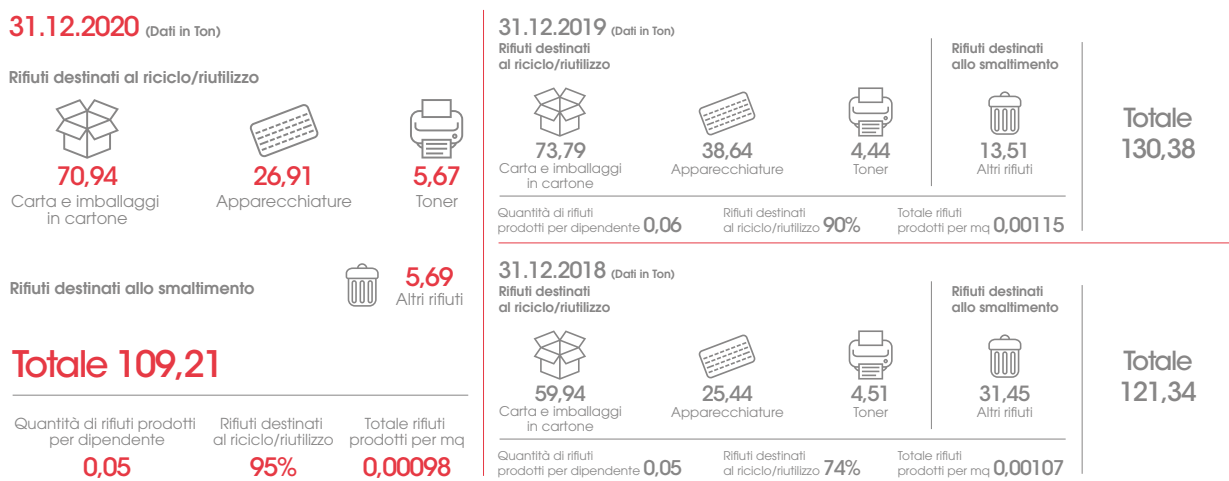 31.12.2020 (Dati in Ton)
Rifiuti destinati al riciclo/riutilizzo
70,94
Carta e imballaggi
in cartone
26,91
Apparecchiature
5,67
Toner
Rifiuti destinati allo smaltimento
5,69
Altri rifiuti
Totale 109,21
Quantità di rifiuti prodotti
per dipendente
0,05
Rifiuti destinati
al riciclo/riutilizzo
95%
Totale rifiuti
prodotti per mq
0,00098
31.12.2019 (Dati in Ton)
Rifiuti destinati
al riciclo/riutilizzo
73,79
Carta e imballaggi
in cartone
38,64
Apparecchiature
4,44
Toner
Rifiuti destinati
allo smaltimento
13,51
Altri rifiuti
Quantità di rifiuti
prodotti per dipendente 0,06
Rifiuti destinati
al riciclo/riutilizzo 90%
Totale rifiuti
prodotti per mq 0,00115
Totale
130,38
31.12.2018 (Dati in Ton)
Rifiuti destinati
al riciclo/riutilizzo
59,94
Carta e imballaggi
in cartone
25,44
Apparecchiature
4,51
Toner
Rifiuti destinati
allo smaltimento
31,45
Altri rifiuti
Quantità di rifiuti
prodotti per dipendente 0,05
Rifiuti destinati
al riciclo/riutilizzo 74%
Totale rifiuti
prodotti per mq 0,00107
Totale
121,34